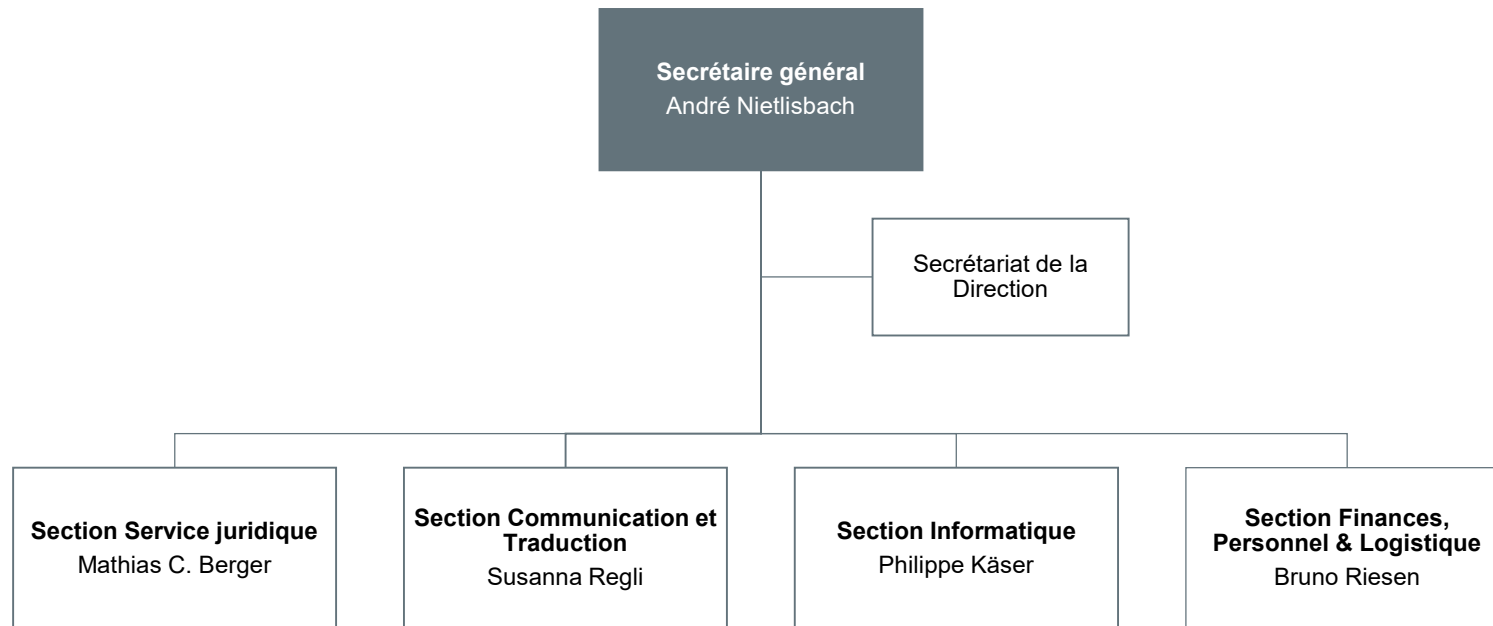 Secrétaire général
André Nietlisbach
Secrétariat de la
Direction
Section Service juridique
Mathias C. Berger
Section Communication et
Traduction
Susanna Regli
Section Informatique
Philippe Käser
Section Finances,
Personnel & Logistique
Bruno Riesen